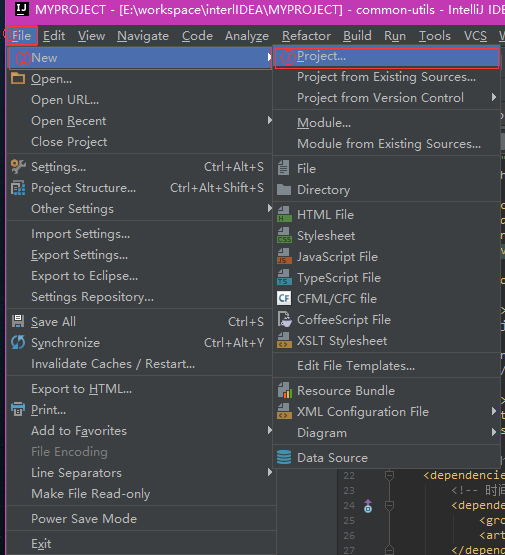 MYPROJECT - [E:\workspace\interlIDEA\MYPROJECT] - common-utils - IntelliJ IDE
File Edit View Navigate Code Analyze Refactor Build Run Tools VCS W
New
Open...
Open URL...
Open Recent
Close Project
Settings... Ctrl+Alt+S
Project Structure... Ctrl+Alt+Shift+S
Other Settings
Import Settings...
Export Settings...
Export to Eclipse...
Settings Repository...
Save All Ctrl+S
Synchronize Ctrl+Alt+Y
Invalidate Caches / Restart...
Export to HTML...
Print...
Add to Favorites
File Encoding
Line Separators
Make File Read-only
Power Save Mode
Exit
Project...
Project from Existing Sources...
Project from Version Control
Module...
Module from Existing Sources...
File
Directory
HTML File
Stylesheet
JavaScript File
TypeScript File
CFML/CFC file
CoffeeScript File
XSLT Stylesheet
Edit File Templates...
Resource Bundle
XML Configuration File
Diagram
Data Source
22 <dependencie
23 <!-- 时间
24 <depende
25 <gro
26 <art
27 </depend